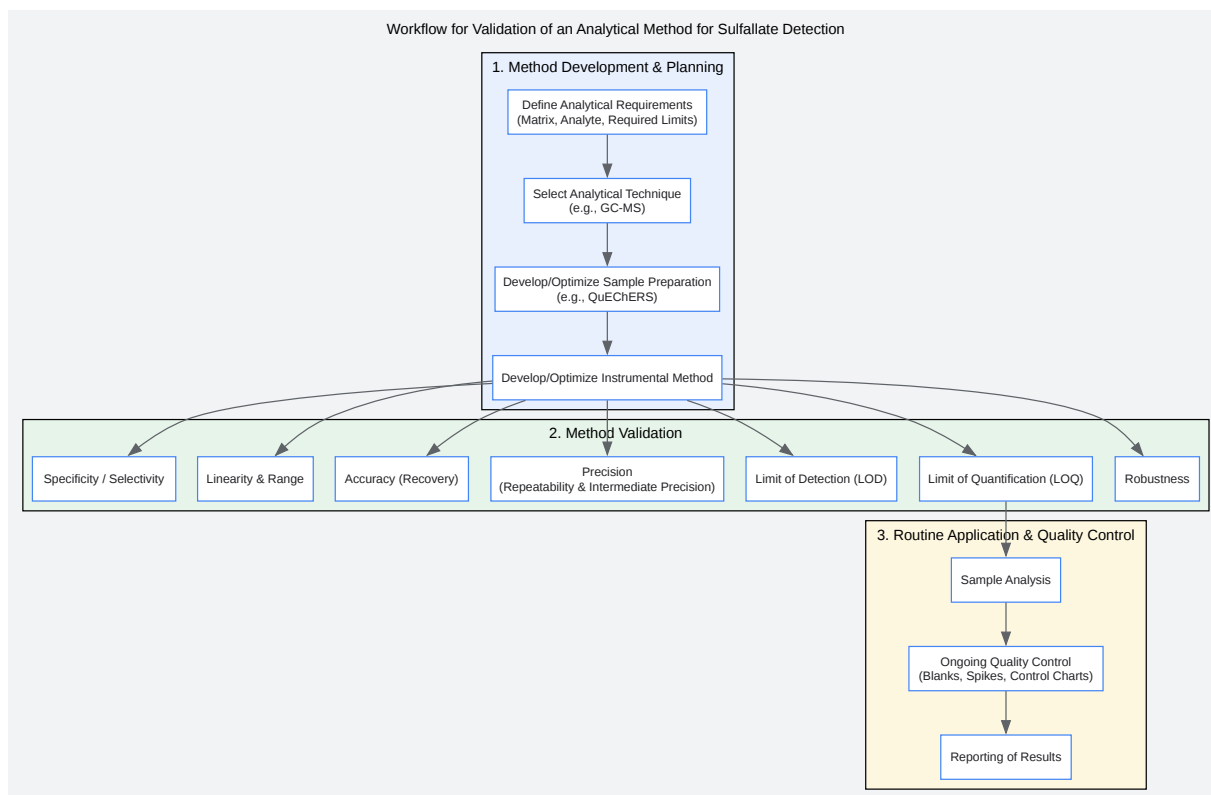 Workflow for Validation of an Analytical Method for Sulfallate Detection
1. Method Development & Planning
Define Analytical Requirements
(Matrix, Analyte, Required Limits)
Select Analytical Technique
(e.g., GC-MS)
Develop/Optimize Sample Preparation
(e.g., QuEChERS)
Develop/Optimize Instrumental Method
2. Method Validation
Specificity / Selectivity
Linearity & Range
Accuracy (Recovery)
Precision
(Repeatability & Intermediate Precision)
Limit of Detection (LOD)
Limit of Quantification (LOQ)
Robustness
3. Routine Application & Quality Control
Sample Analysis
Ongoing Quality Control
(Blanks, Spikes, Control Charts)
Reporting of Results